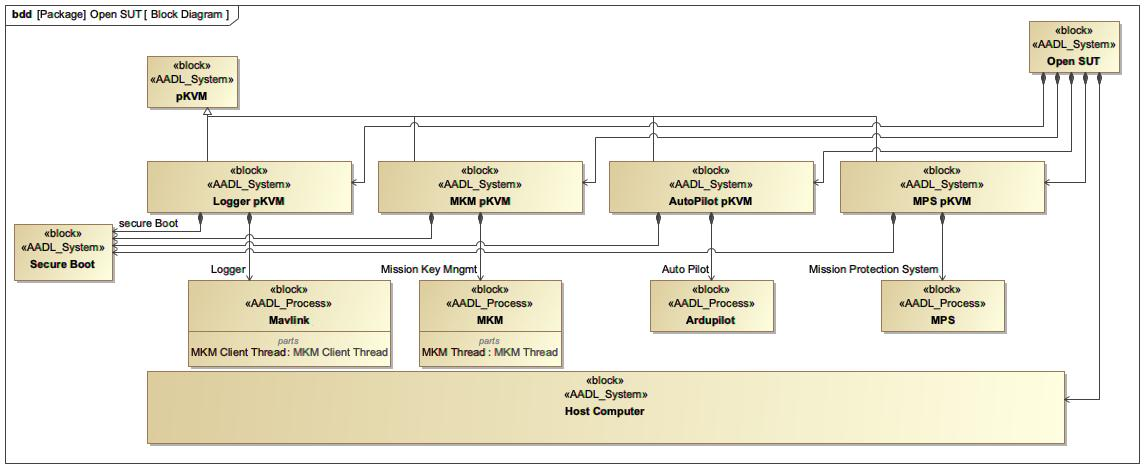 bdd [Package] Open SUT [ Block Diagram ]
«block»
«AADL_System»
Open SUT
«block»
«AADL_System»
pKVM
«block»
«AADL_System»
Logger pKVM
«block»
«AADL_System»
MKM pKVM
«block»
«AADL_System»
AutoPilot pKVM
«block»
«AADL_System»
MPS pKVM
secure Boot
«block»
«AADL_System»
Secure Boot
Logger
Mission Key Mngmt
Auto Pilot
Mission Protection System
«block»
«AADL_Process»
Mavlink
parts
MKM Client Thread : MKM Client Thread
«block»
«AADL_Process»
MKM
parts
MKM Thread : MKM Thread
«block»
«AADL_Process»
Ardupilot
«block»
«AADL_Process»
MPS
«block»
«AADL_System»
Host Computer